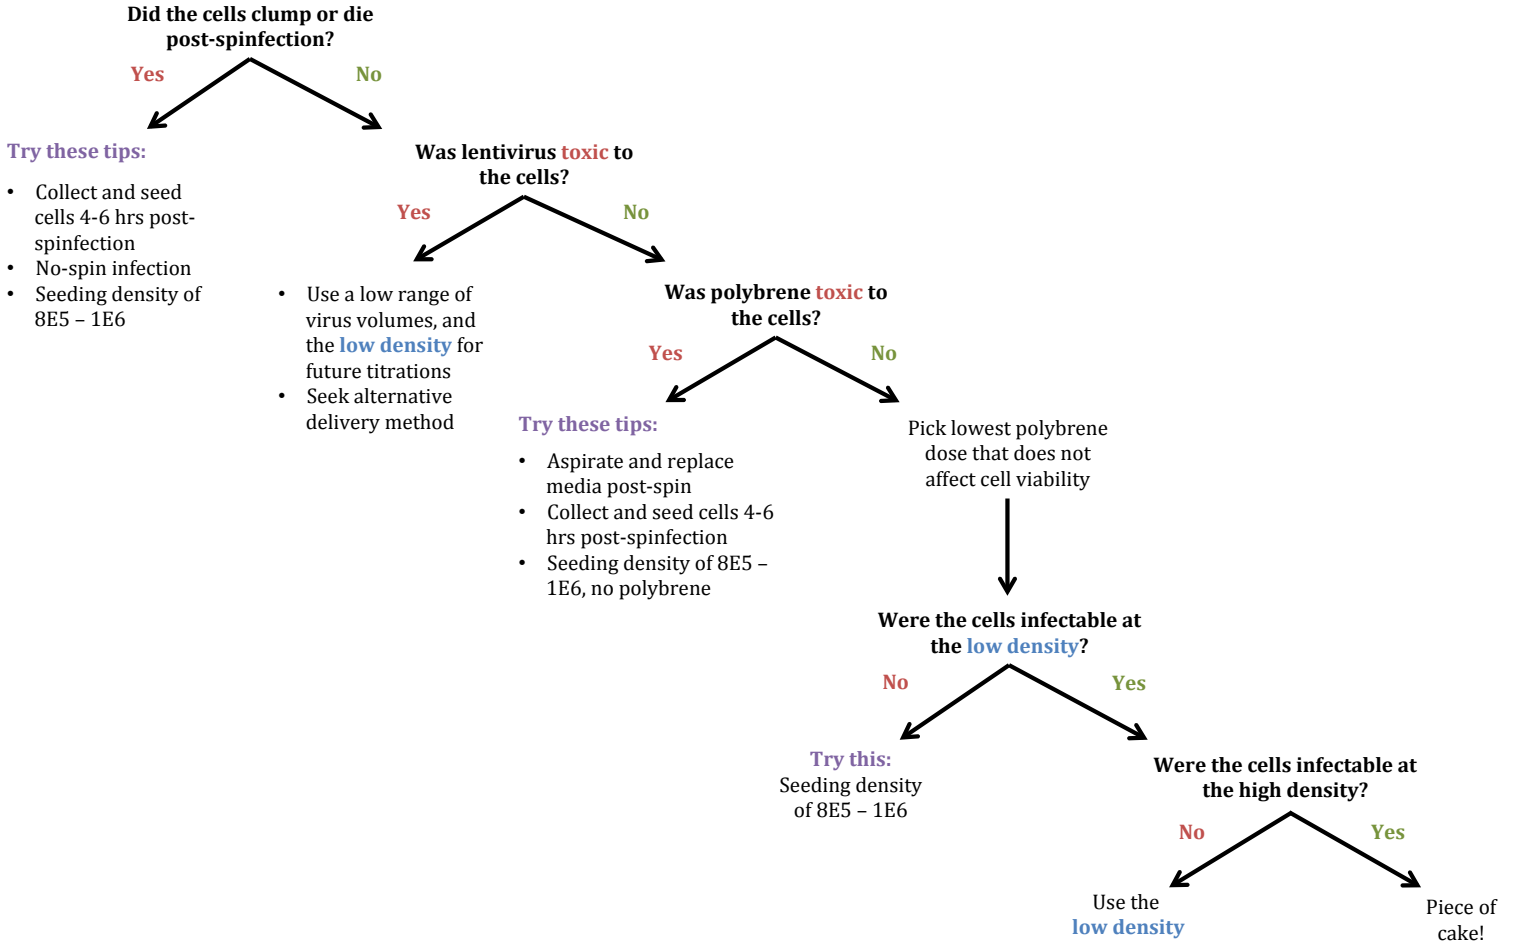 Did the cells clump or die
post-spinfection?
Yes
No
Try these tips:
• Collect and seed
cells 4-6 hrs post-
spinfection
• No-spin infection
• Seeding density of
8E5 – 1E6
Was lentivirus toxic to
the cells?
Yes
No
• Use a low range of
virus volumes, and
the low density for
future titrations
• Seek alternative
delivery method
Was polybrene toxic to
the cells?
Yes
No
Try these tips:
• Aspirate and replace
media post-spin
• Collect and seed cells 4-6
hrs post-spinfection
• Seeding density of 8E5 –
1E6, no polybrene
Pick lowest polybrene
dose that does not
affect cell viability
Were the cells infectable at
the low density?
No
Yes
Try this:
Seeding density
of 8E5 – 1E6
Were the cells infectable at
the high density?
No
Yes
Use the
low density
Piece of
cake!